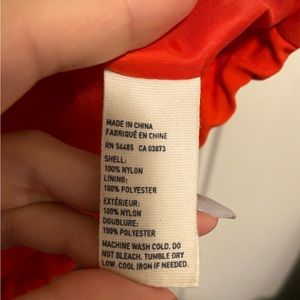 MADE IN CHINA
FABRIQUÉ EN CHINE
RN 54485 CA 03873
SHELL:
100% NYLON
LINING:
100% POLYESTER
EXTÉRIEUR:
100% NYLON
DOUBLURE:
100% POLYESTER
MACHINE WASH COLD. DO
NOT BLEACH. TUMBLE DRY
LOW. COOL IRON IF NEEDED.